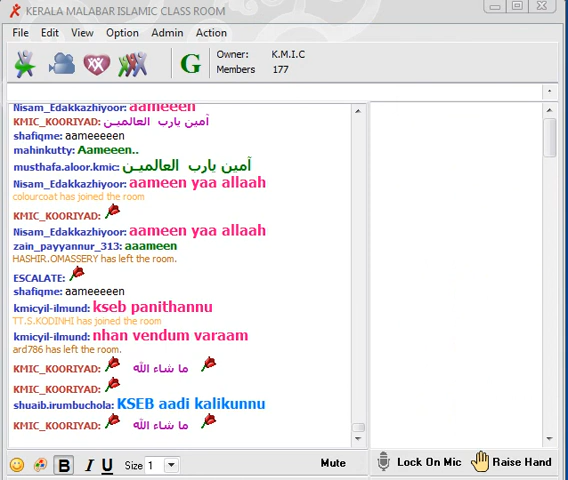 KERALA MALABAR ISLAMIC CLASS ROOM
File Edit View Option Admin Action
G Owner: K.M.I.C
Members 177
Nisam_Edakkazhiyoor: aameeen
KMIC_KOORIYAD: آمين يارب العالميـن
shafiqme: aameeeeen
mahinkutty: Aameen..
musthafa.aloor.kmic: آمين يارب العالميـن
Nisam_Edakkazhiyoor: aameen yaa allaah
colourcoat has joined the room
KMIC_KOORIYAD:
Nisam_Edakkazhiyoor: aameen yaa allaah
zain_payyannur_313: aaameen
HASHIR.OMASSERY has left the room.
ESCALATE:
shafiqme: aameeeeeen
kmicyil-ilmund: kseb panithannu
TT.S.KODINHI has joined the room
kmicyil-ilmund: nhan vendum varaam
ard786 has left the room.
KMIC_KOORIYAD: ما شاء الله
KMIC_KOORIYAD:
shuaib.irumbuchola: KSEB aadi kalikunnu
KMIC_KOORIYAD: ما شاء الله
B I U Size 1 Mute Lock On Mic Raise Hand